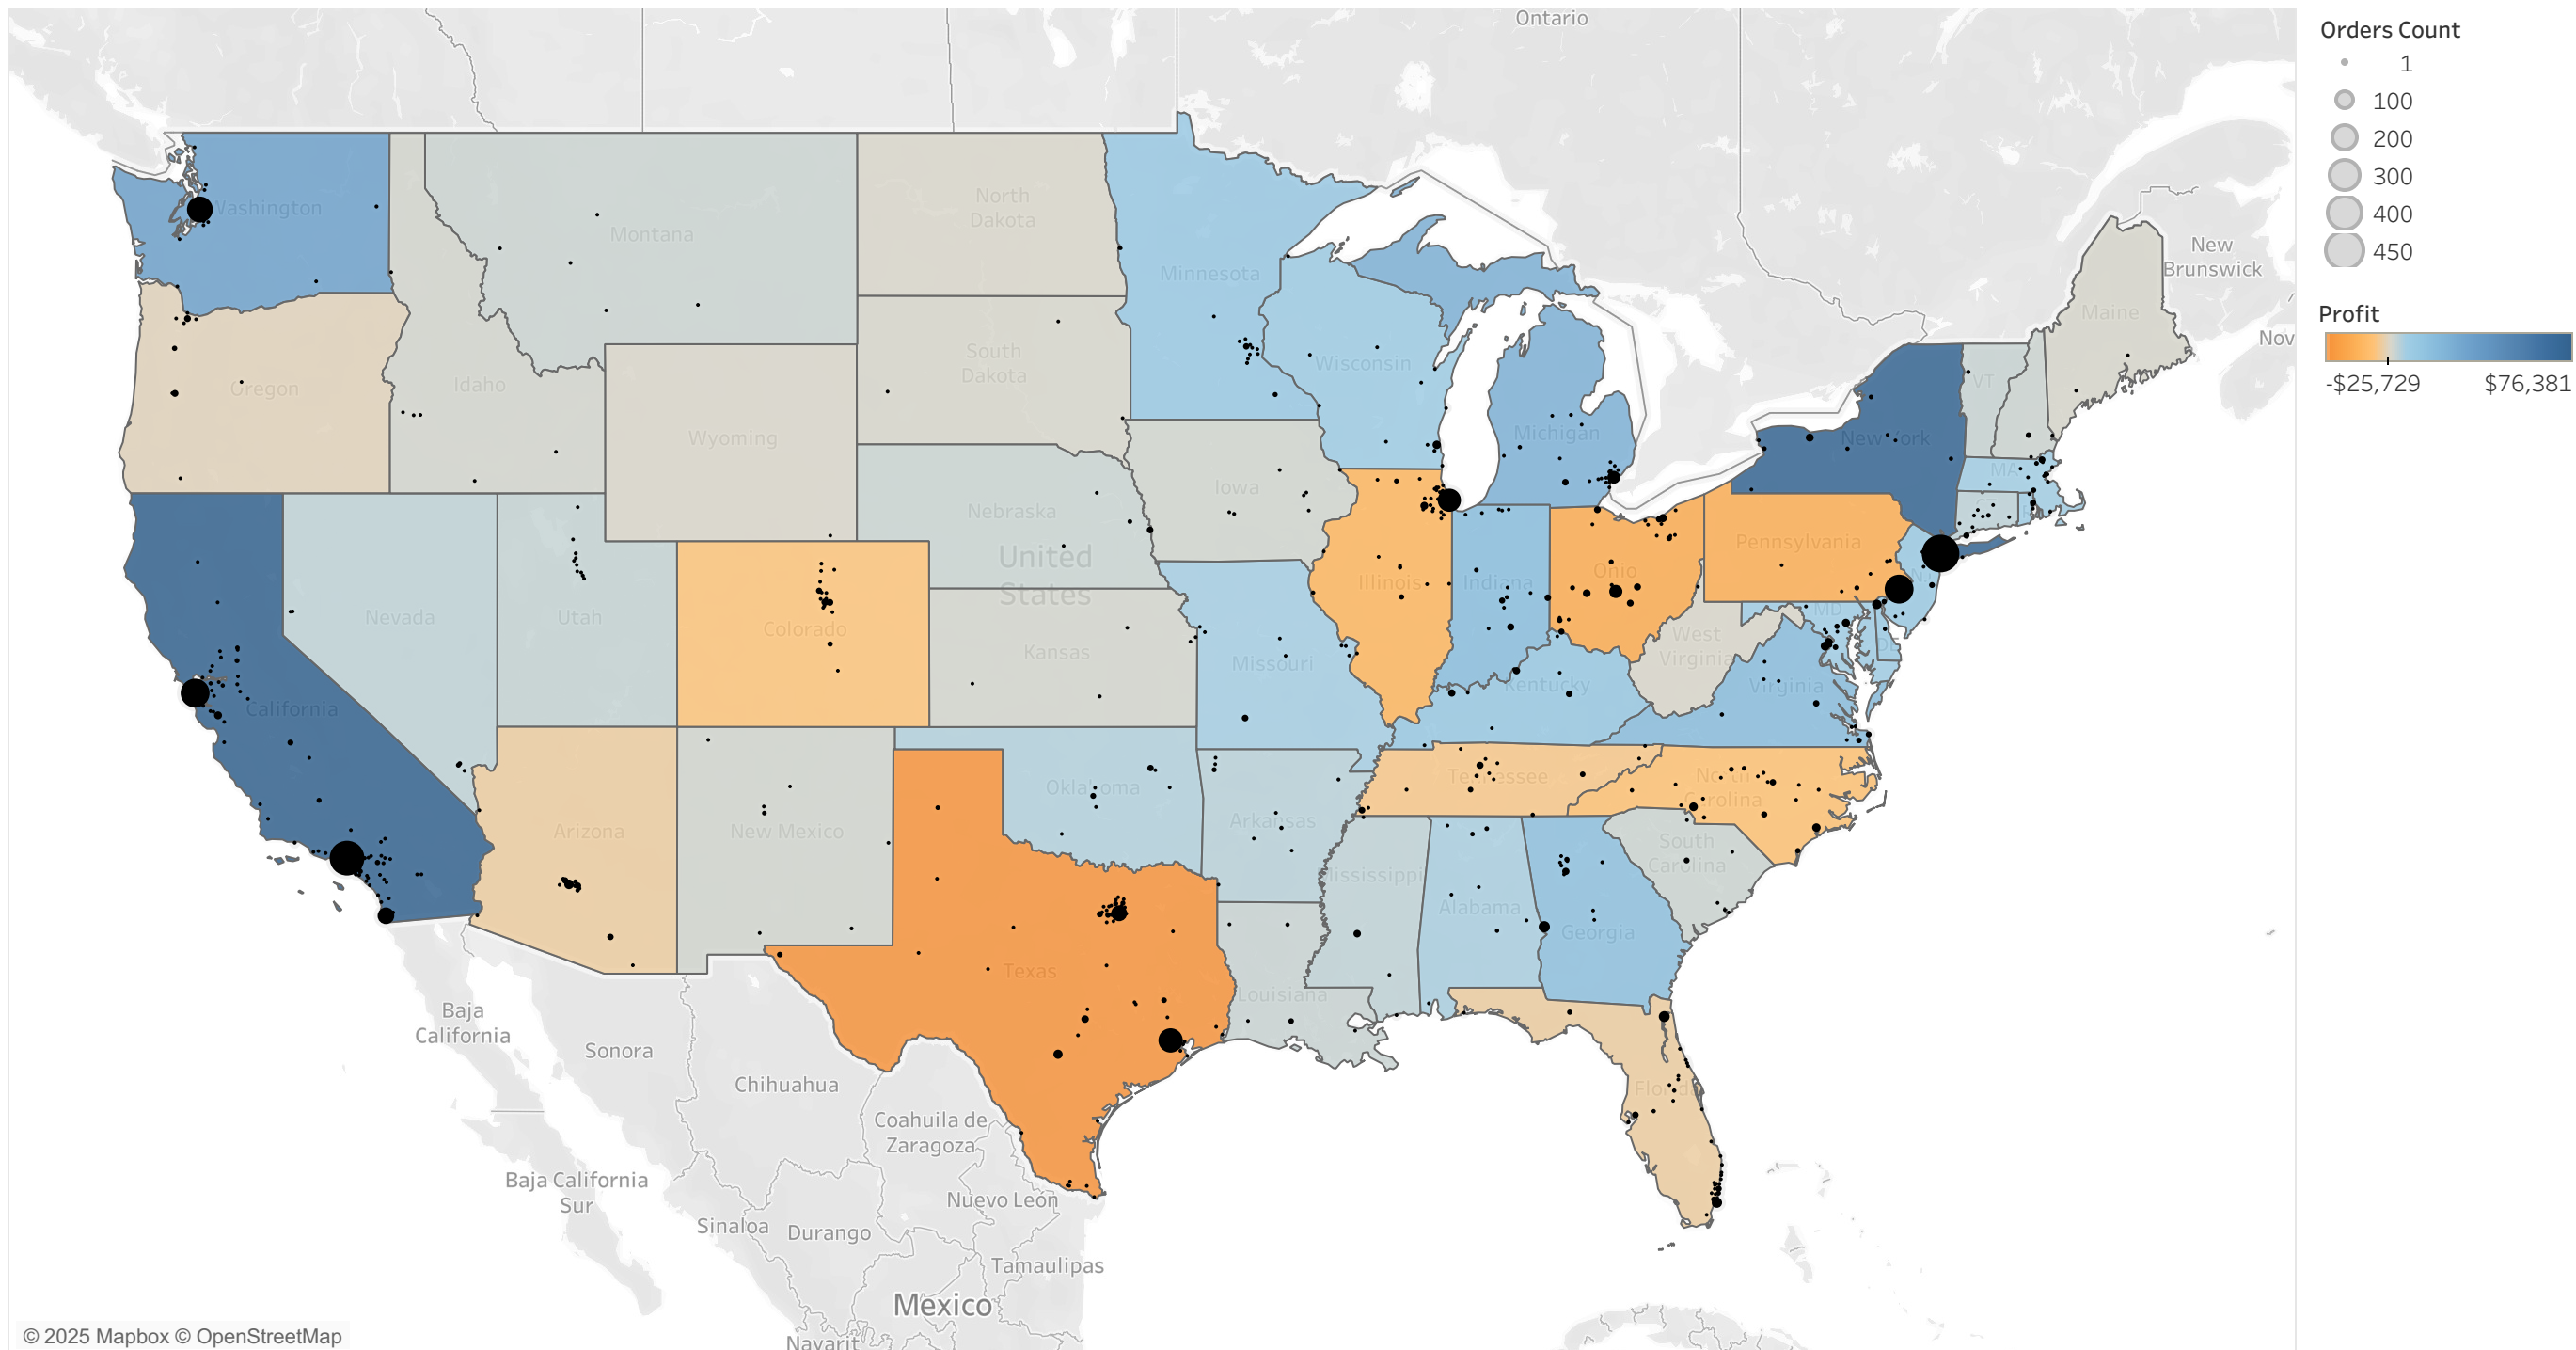 Ontario
New
Brunswick
Nov
Washington
Montana
North
Dakota
Minnesota
Maine
South
Dakota
Wisconsin
Oregon
Idaho
Wyoming
Michigan
New York
VT
MA
Iowa
Nebraska
United
States
Pennsylvania
Illinois
Indiana
Ohio
Nevada
Utah
Colorado
Kansas
Missouri
West
Virginia
MD
DE
Kentucky
Virginia
California
Oklahoma
Tennessee
North
Carolina
Arizona
New Mexico
Arkansas
South
Carolina
Mississippi
Alabama
Georgia
Texas
Louisiana
Florida
Baja
California
Sonora
Chihuahua
Coahuila de
Zaragoza
Baja California
Sur
Nuevo León
Sinaloa
Durango
Tamaulipas
Mexico
Navarit
© 2025 Mapbox © OpenStreetMap
Orders Count
1
100
200
300
400
450
Profit
-$25,729 $76,381